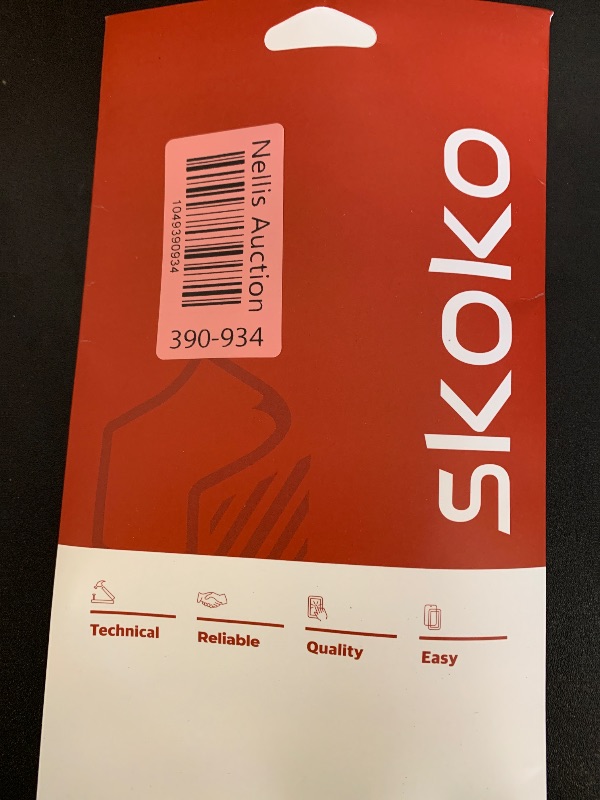 skoko
Nellis Auction
1049390934
390-934
Technical
Reliable
Quality
Easy